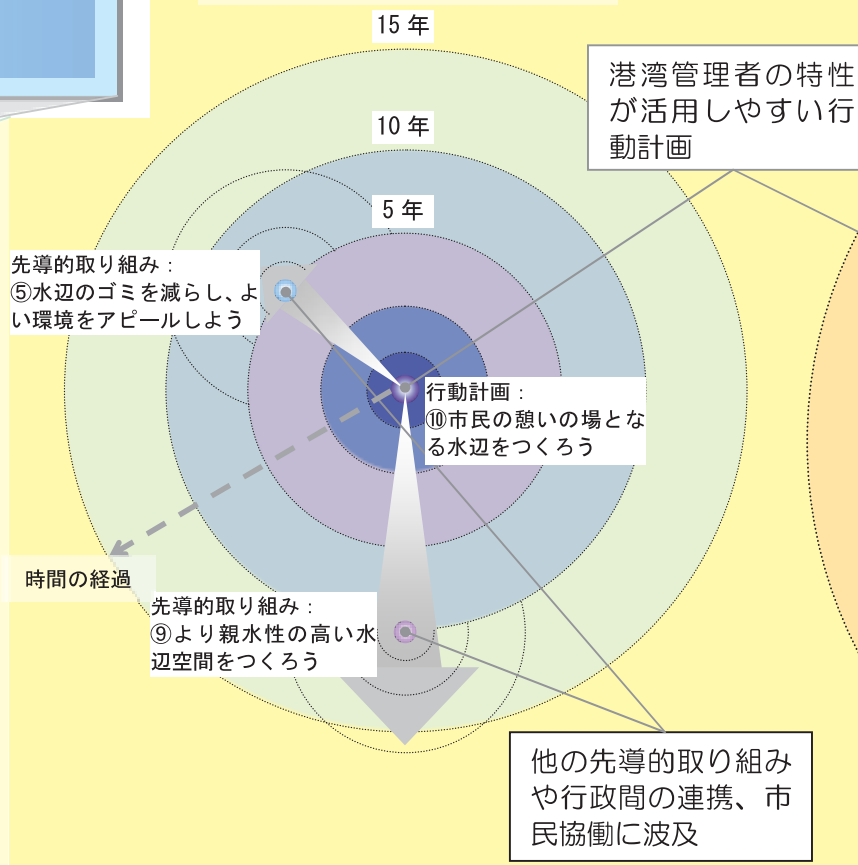 15 年
港湾管理者の特性
が活用しやすい行
動計画
10 年
5 年
先導的取り組み：
⑤水辺のゴミを減らし、よ
い環境をアピールしよう
行動計画：
⑩市民の憩いの場とな
る水辺をつくろう
時間の経過
先導的取り組み：
⑨より親水性の高い水
辺空間をつくろう
他の先導的取り組み
や行政間の連携、市
民協働に波及